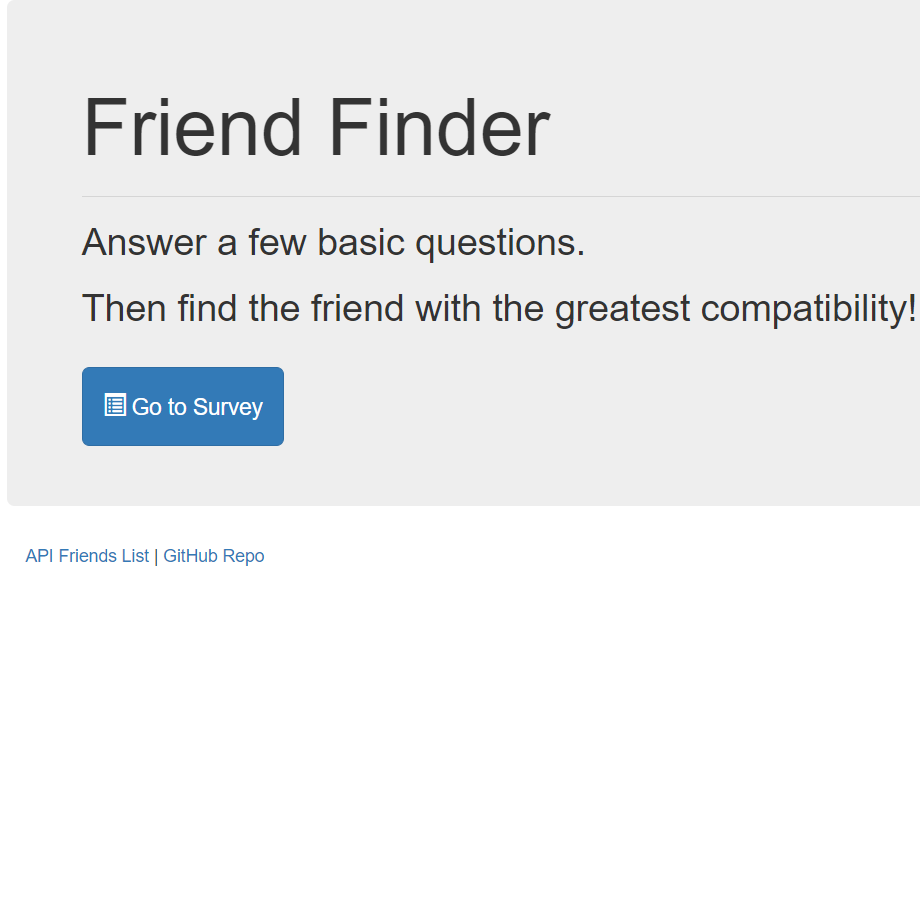 Friend Finder
Answer a few basic questions.
Then find the friend with the greatest compatibility!
Go to Survey
API Friends List | GitHub Repo